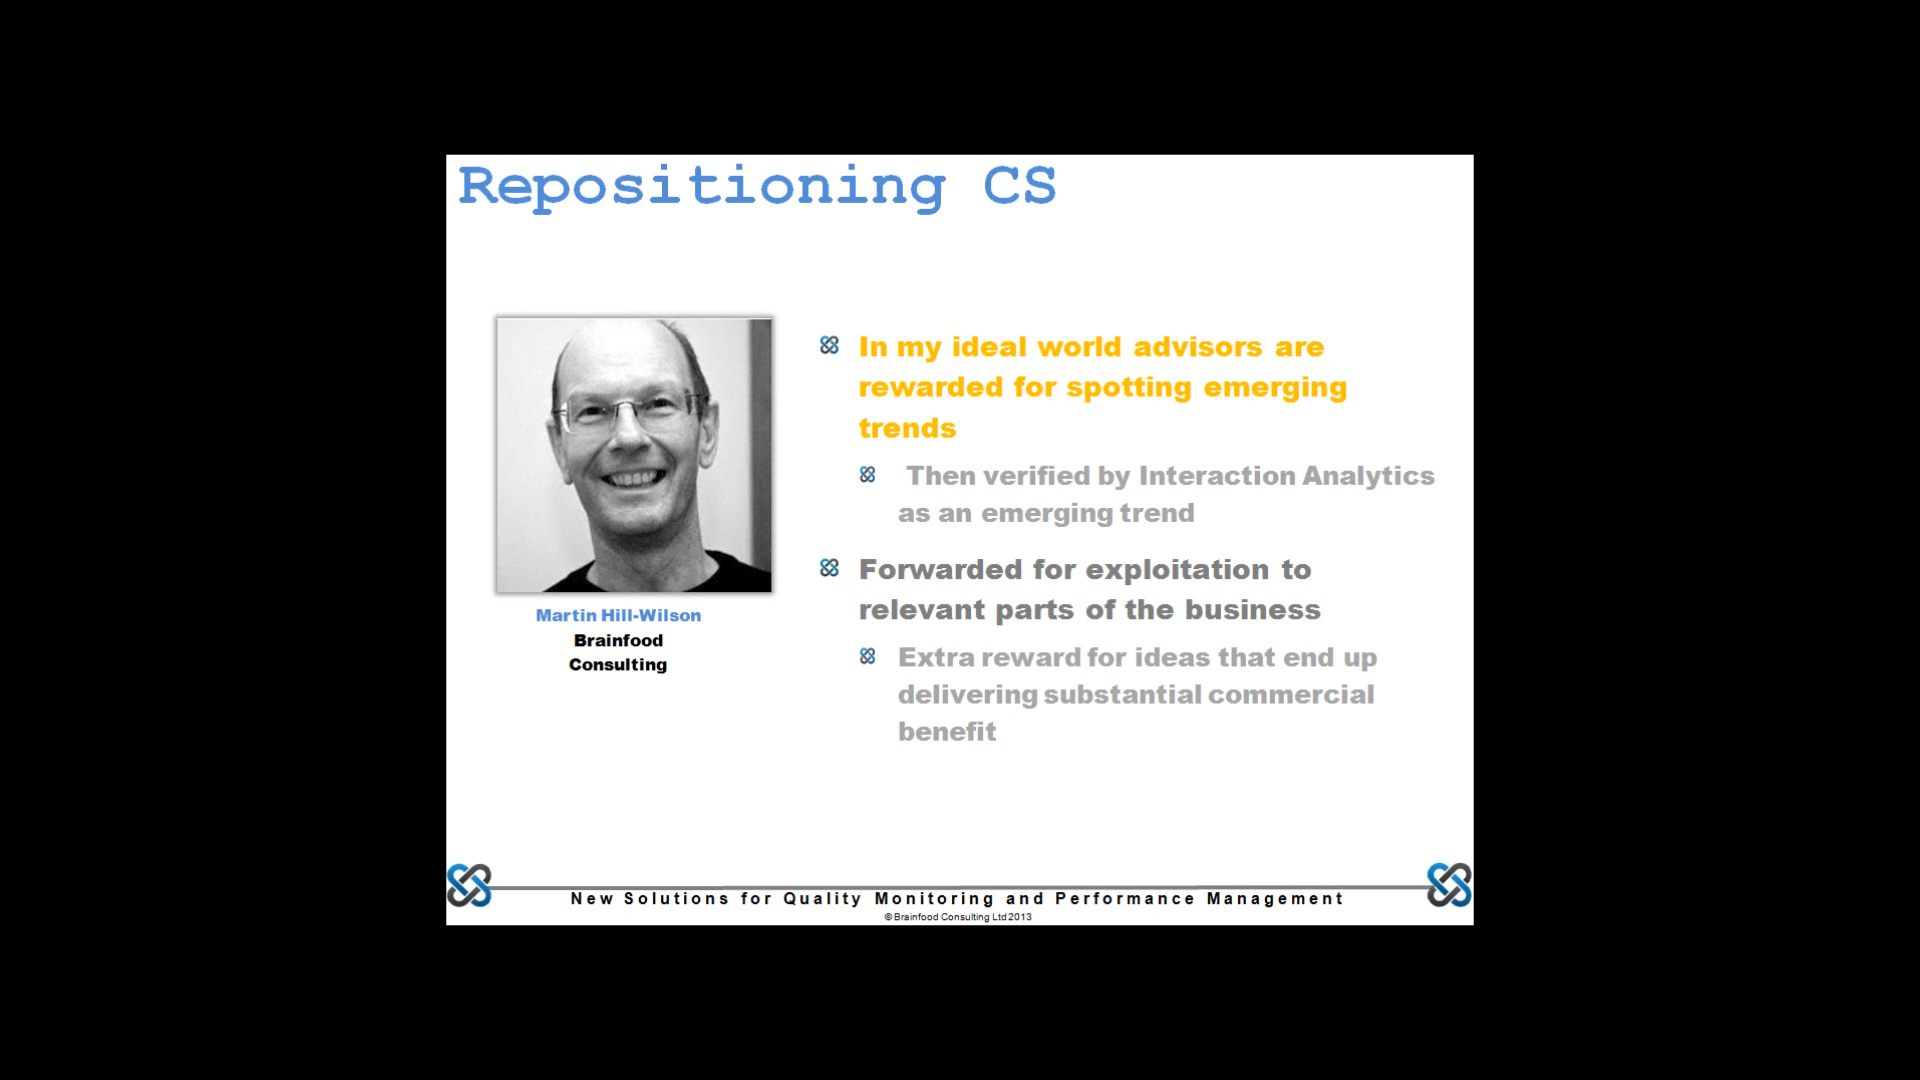 Repositioning CS
In my ideal world advisors are
rewarded for spotting emerging
trends
Then verified by Interaction Analytics
as an emerging trend
Forwarded for exploitation to
relevant parts of the business
Extra reward for ideas that end up
delivering substantial commercial
benefit
Martin Hill-Wilson
Brainfood
Consulting
New Solutions for Quality Monitoring and Performance Management
© Brainfood Consulting Ltd 2013